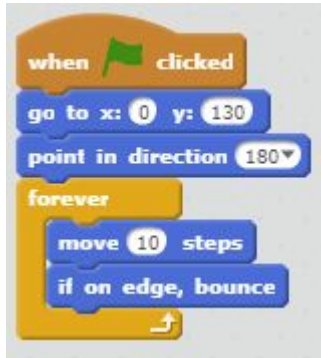 when clicked
go to x: 0 y: 130
point in direction 180
forever
move 10 steps
if on edge, bounce